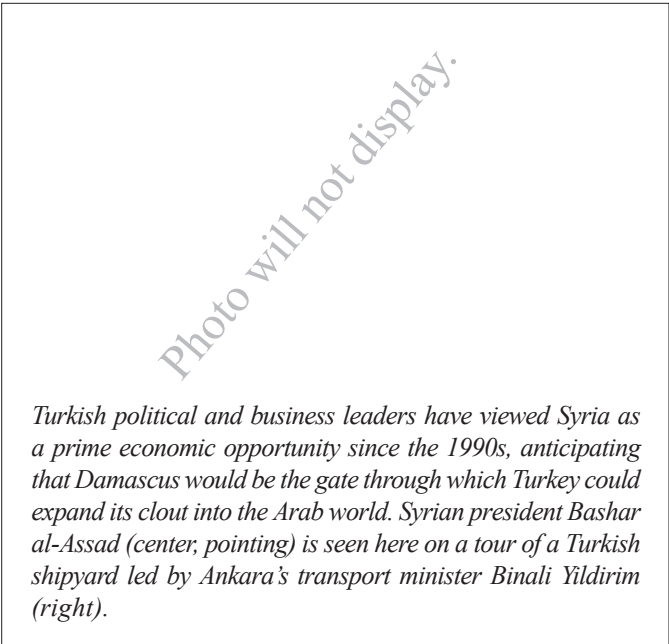 Photo will not display.
Turkish political and business leaders have viewed Syria as
a prime economic opportunity since the 1990s, anticipating
that Damascus would be the gate through which Turkey could
expand its clout into the Arab world. Syrian president Bashar
al-Assad (center, pointing) is seen here on a tour of a Turkish
shipyard led by Ankara’s transport minister Binali Yildirim
(right).